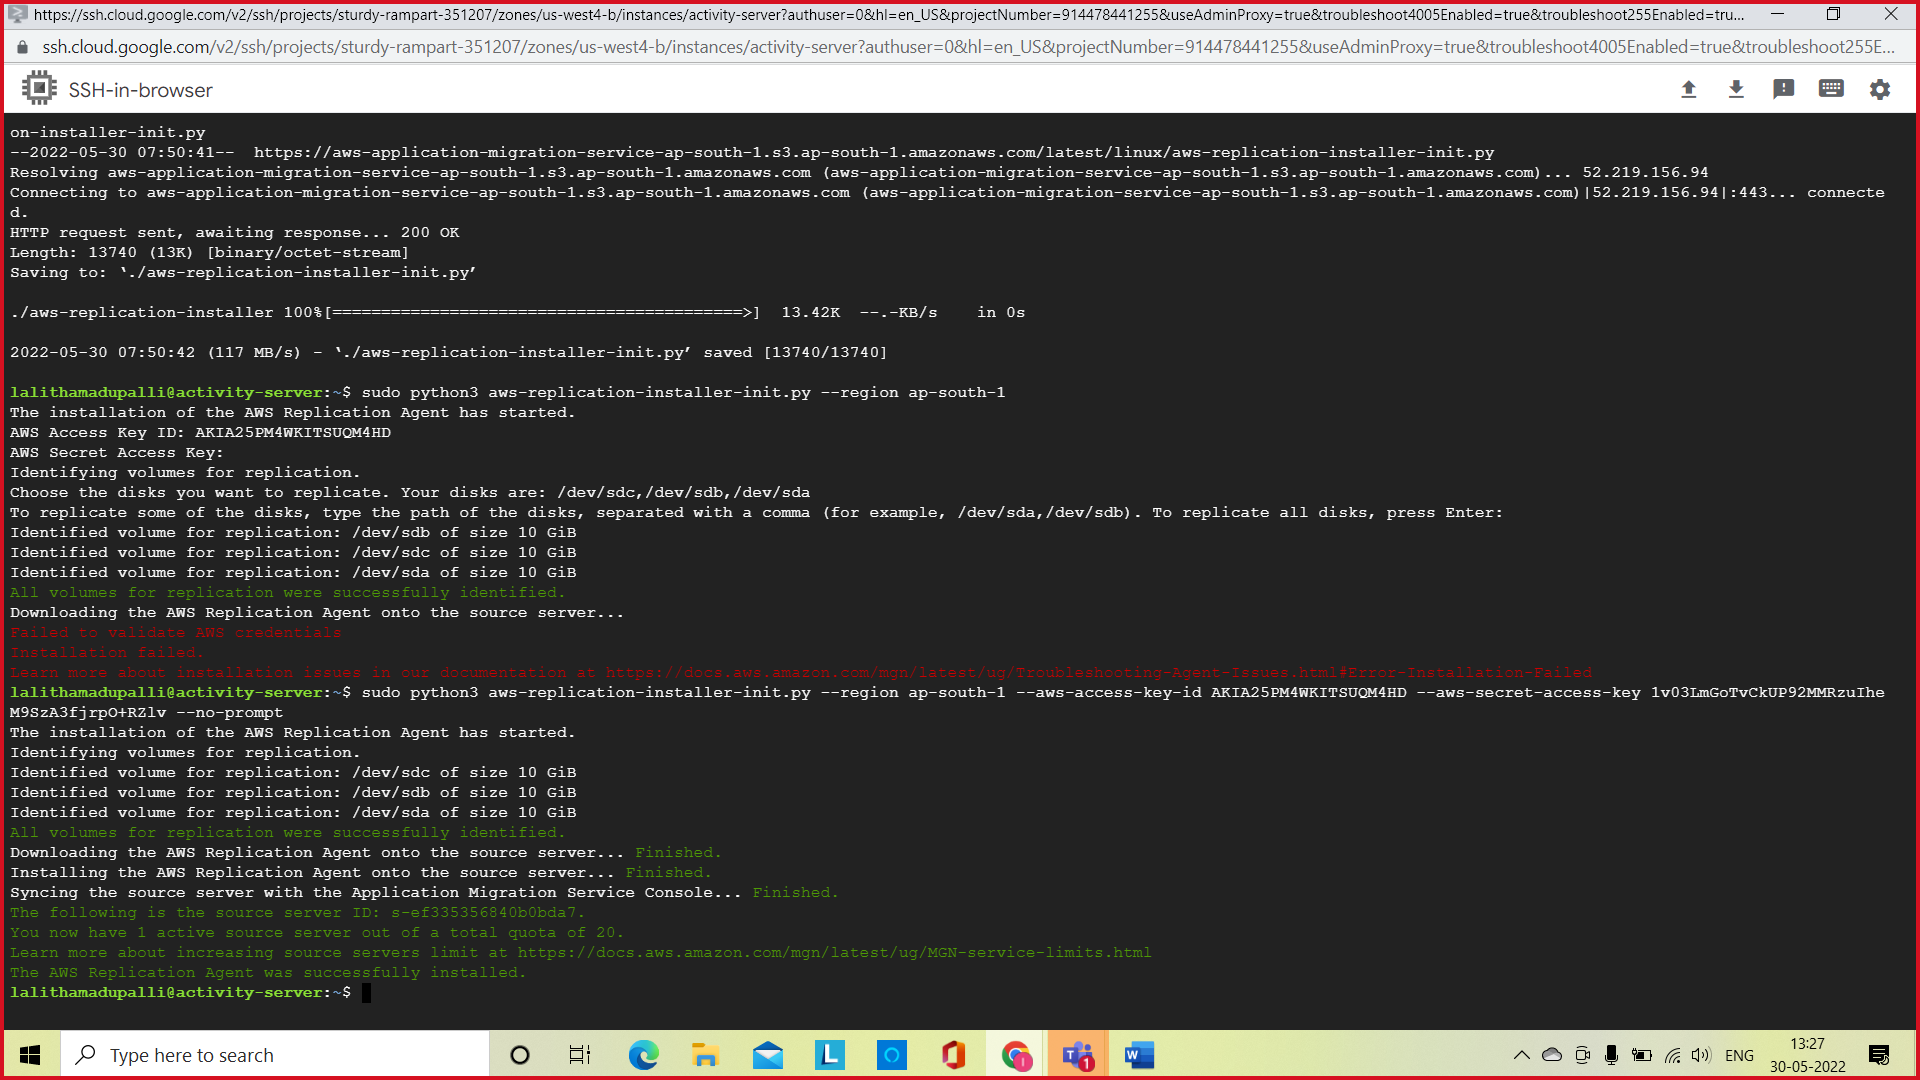 https://ssh.cloud.google.com/v2/ssh/projects/sturdy-rampart-351207/zones/us-west4-b/instances/activity-server?authuser=0&hl=en_US&projectNumber=914478441255&useAdminProxy=true&troubleshoot4005Enabled=true&troubleshoot255Enabled=tru...
ssh.cloud.google.com/v2/ssh/projects/sturdy-rampart-351207/zones/us-west4-b/instances/activity-server?authuser=0&hl=en_US&projectNumber=914478441255&useAdminProxy=true&troubleshoot4005Enabled=true&troubleshoot255E...
SSH-in-browser
on-installer-init.py
--2022-05-30 07:50:41--  https://aws-application-migration-service-ap-south-1.s3.ap-south-1.amazonaws.com/latest/linux/aws-replication-installer-init.py
Resolving aws-application-migration-service-ap-south-1.s3.ap-south-1.amazonaws.com (aws-application-migration-service-ap-south-1.s3.ap-south-1.amazonaws.com)... 52.219.156.94
Connecting to aws-application-migration-service-ap-south-1.s3.ap-south-1.amazonaws.com (aws-application-migration-service-ap-south-1.s3.ap-south-1.amazonaws.com)|52.219.156.94|:443... connecte
d.
HTTP request sent, awaiting response... 200 OK
Length: 13740 (13K) [binary/octet-stream]
Saving to: ‘./aws-replication-installer-init.py’
./aws-replication-installer 100%[==========================================>]  13.42K  --.-KB/s    in 0s
2022-05-30 07:50:42 (117 MB/s) - ‘./aws-replication-installer-init.py’ saved [13740/13740]
lalithamadupalli@activity-server:~$ sudo python3 aws-replication-installer-init.py --region ap-south-1
The installation of the AWS Replication Agent has started.
AWS Access Key ID: AKIA25PM4WKITSUQM4HD
AWS Secret Access Key:
Identifying volumes for replication.
Choose the disks you want to replicate. Your disks are: /dev/sdc,/dev/sdb,/dev/sda
To replicate some of the disks, type the path of the disks, separated with a comma (for example, /dev/sda,/dev/sdb). To replicate all disks, press Enter:
Identified volume for replication: /dev/sdb of size 10 GiB
Identified volume for replication: /dev/sdc of size 10 GiB
Identified volume for replication: /dev/sda of size 10 GiB
All volumes for replication were successfully identified.
Downloading the AWS Replication Agent onto the source server...
Failed to validate AWS credentials
Installation failed.
Learn more about installation issues in our documentation at https://docs.aws.amazon.com/mgn/latest/ug/Troubleshooting-Agent-Issues.html#Error-Installation-Failed
lalithamadupalli@activity-server:~$ sudo python3 aws-replication-installer-init.py --region ap-south-1 --aws-access-key-id AKIA25PM4WKITSUQM4HD --aws-secret-access-key 1v03LmGoTvCkUP92MMRzuIhe
M9SzA3fjrpO+RZlv --no-prompt
The installation of the AWS Replication Agent has started.
Identifying volumes for replication.
Identified volume for replication: /dev/sdc of size 10 GiB
Identified volume for replication: /dev/sdb of size 10 GiB
Identified volume for replication: /dev/sda of size 10 GiB
All volumes for replication were successfully identified.
Downloading the AWS Replication Agent onto the source server... Finished.
Installing the AWS Replication Agent onto the source server... Finished.
Syncing the source server with the Application Migration Service Console... Finished.
The following is the source server ID: s-ef335356840b0bda7.
You now have 1 active source server out of a total quota of 20.
Learn more about increasing source servers limit at https://docs.aws.amazon.com/mgn/latest/ug/MGN-service-limits.html
The AWS Replication Agent was successfully installed.
lalithamadupalli@activity-server:~$
Type here to search
L
I
T
1
W
ENG
13:27
30-05-2022